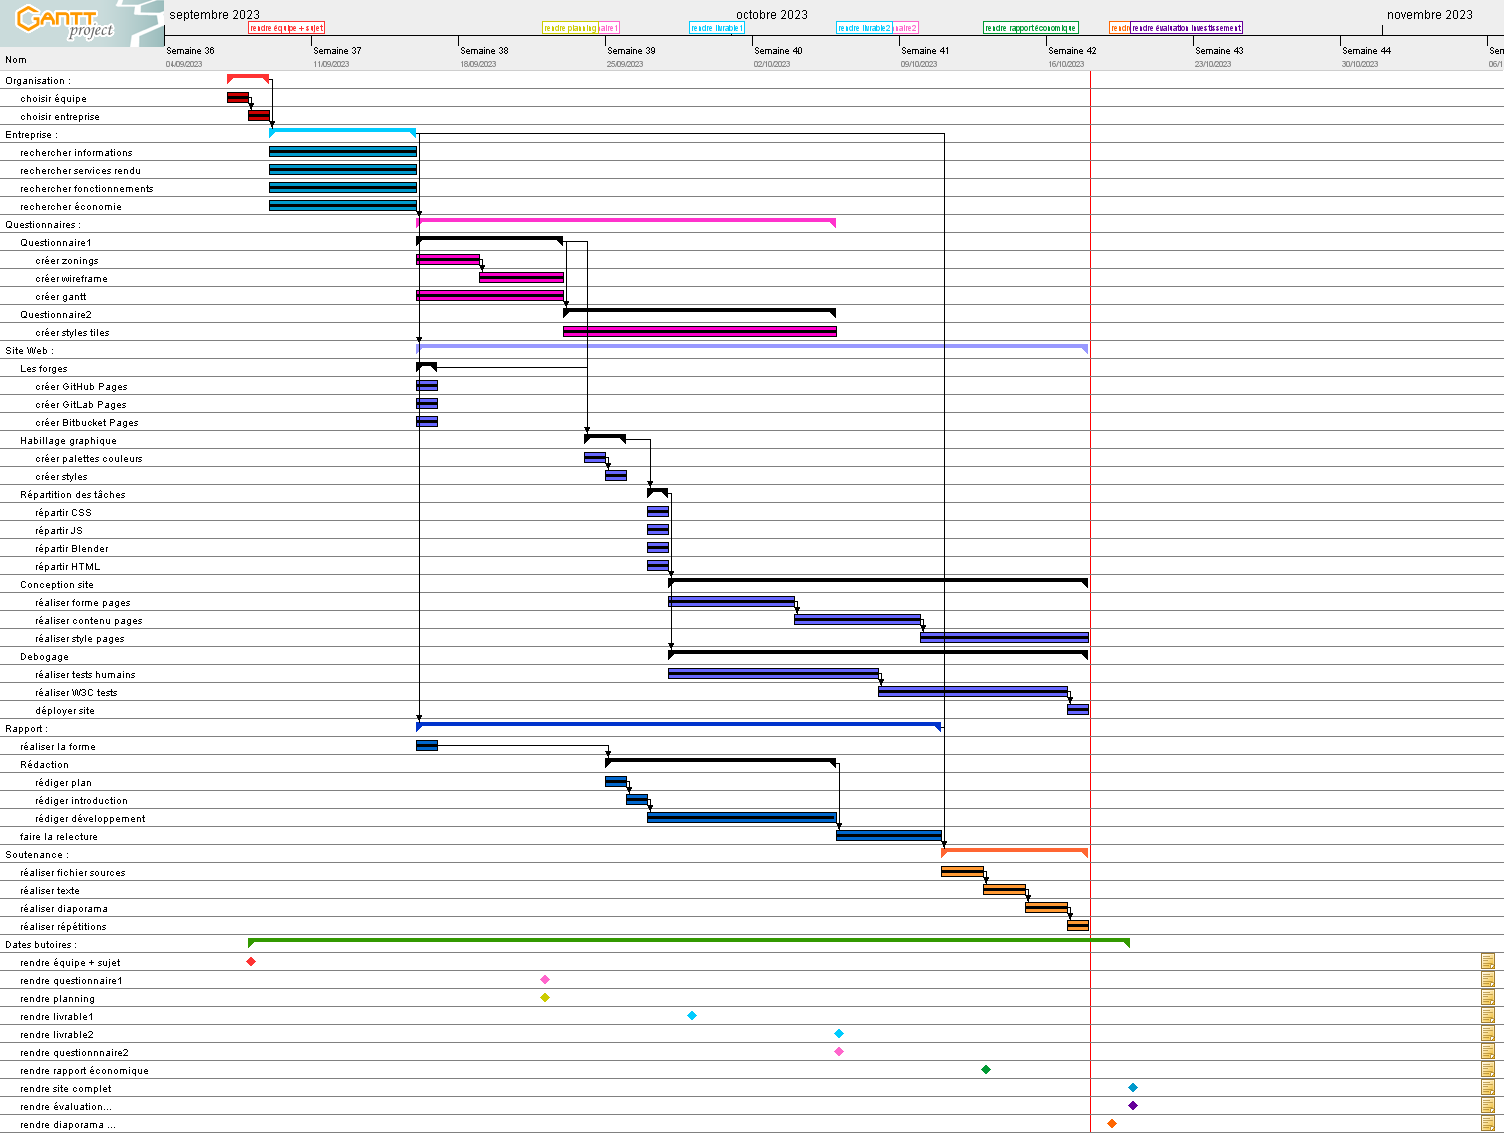 GANTT
project
septembre 2023
octobre 2023
novembre 2023
rendre équipe + sujet
rendre planning
naire1
rendre livrable1
rendre livrable2
naire2
rendre rapport économique
rendr
rendre évaluation investissement
Semaine 36
Semaine 37
Semaine 38
Semaine 39
Semaine 40
Semaine 41
Semaine 42
Semaine 43
Semaine 44
Sem
Nom
04/09/2023
11/09/2023
18/09/2023
25/09/2023
02/10/2023
09/10/2023
16/10/2023
23/10/2023
30/10/2023
06/1
Organisation :
choisir équipe
choisir entreprise
Entreprise :
rechercher informations
rechercher services rendu
rechercher fonctionnements
rechercher économie
Questionnaires :
Questionnaire1
créer zonings
créer wireframe
créer gantt
Questionnaire2
créer styles tiles
Site Web :
Les forges
créer GitHub Pages
créer GitLab Pages
créer Bitbucket Pages
Habillage graphique
créer palettes couleurs
créer styles
Répartition des tâches
répartir CSS
répartir JS
répartir Blender
répartir HTML
Conception site
réaliser forme pages
réaliser contenu pages
réaliser style pages
Debogage
réaliser tests humains
réaliser W3C tests
déployer site
Rapport :
réaliser la forme
Rédaction
rédiger plan
rédiger introduction
rédiger développement
faire la relecture
Soutenance :
réaliser fichier sources
réaliser texte
réaliser diaporama
réaliser répétitions
Dates butoires :
rendre équipe + sujet
rendre questionnaire1
rendre planning
rendre livrable1
rendre livrable2
rendre questionnnaire2
rendre rapport économique
rendre site complet
rendre évaluation...
rendre diaporama ...